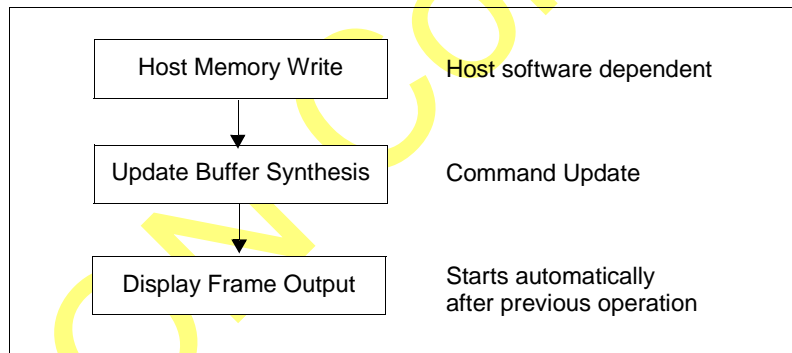 Host Memory Write
Host software dependent
Update Buffer Synthesis
Command Update
Display Frame Output
Starts automatically
after previous operation